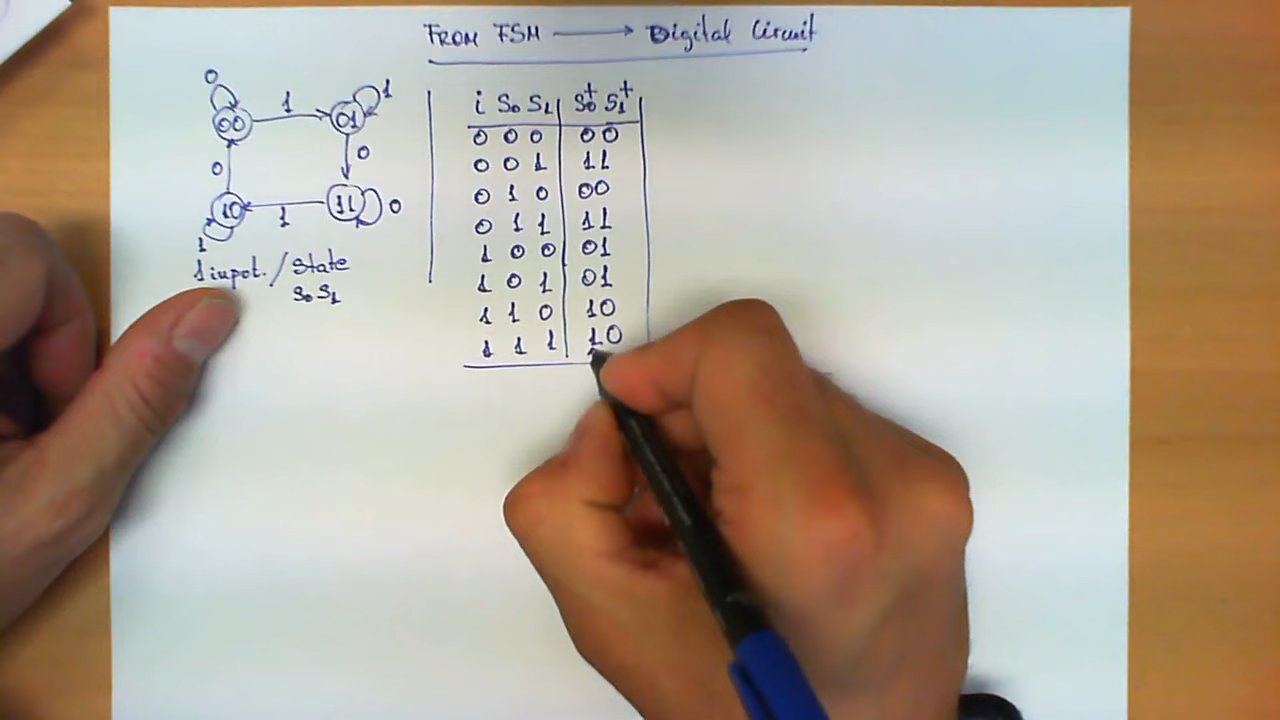 FROM FSM → Digital Circuit
0
1
1
00
01
0
0
10
11
0
1
1
1 input. / State
S0 S1
i S0 S1 S0+ S1+
0 0 0 0 0
0 0 1 1 1
0 1 0 0 0
0 1 1 1 1
1 0 0 0 1
1 0 1 0 1
1 1 0 1 0
1 1 1 1 0